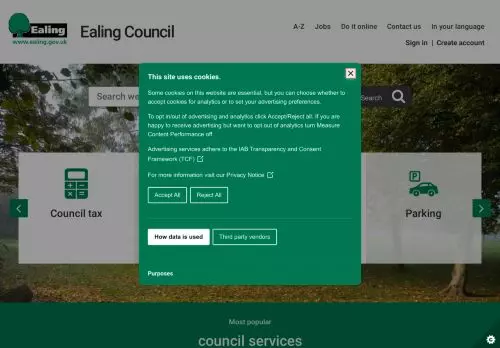 Ealing
www.ealing.gov.uk
Ealing Council
A-Z Jobs Do it online Contact us In your language
Sign in | Create account
Search we
Search
This site uses cookies.
Some cookies on this website are essential, but you can choose whether to
accept cookies for analytics or to set your advertising preferences.
To opt in/out of advertising and analytics click Accept/Reject all. If you are
happy to receive advertising but want to opt out of analytics turn Measure
Content Performance off
Advertising services adhere to the IAB Transparency and Consent
Framework (TCF)
For more information visit our Privacy Notice
Accept All Reject All
How data is used Third party vendors
Purposes
Council tax
P
Parking
Most popular
council services